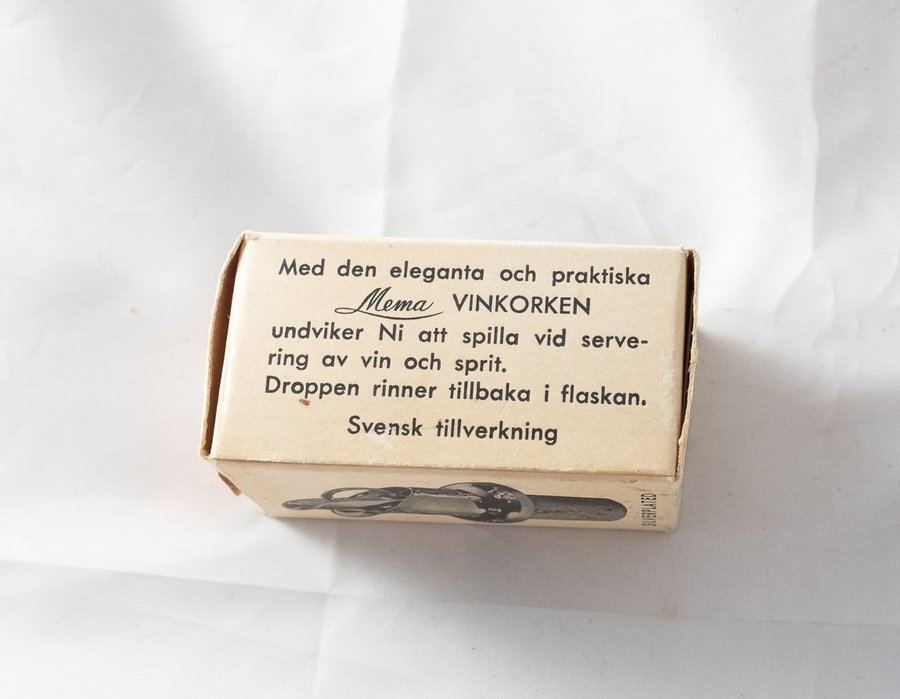 Med den eleganta och praktiska
Mema VINKORKEN
undviker Ni att spilla vid serve-
ring av vin och sprit.
Droppen rinner tillbaka i flaskan.
Svensk tillverkning
SILVERPLATED